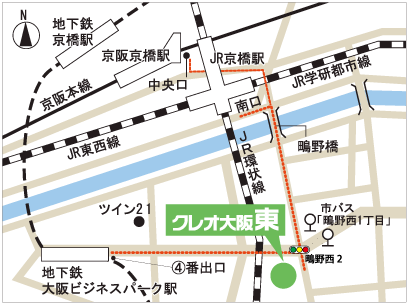 N
地下鉄
京橋駅
京阪京橋駅
JR京橋駅
京阪本線
中央口
JR学研都市線
南口
JR東西線
鴫野橋
JR環状線
ツイン21
クレオ大阪東
市バス
「鴫野西1丁目」
④番出口
鴫野西2
地下鉄
大阪ビジネスパーク駅